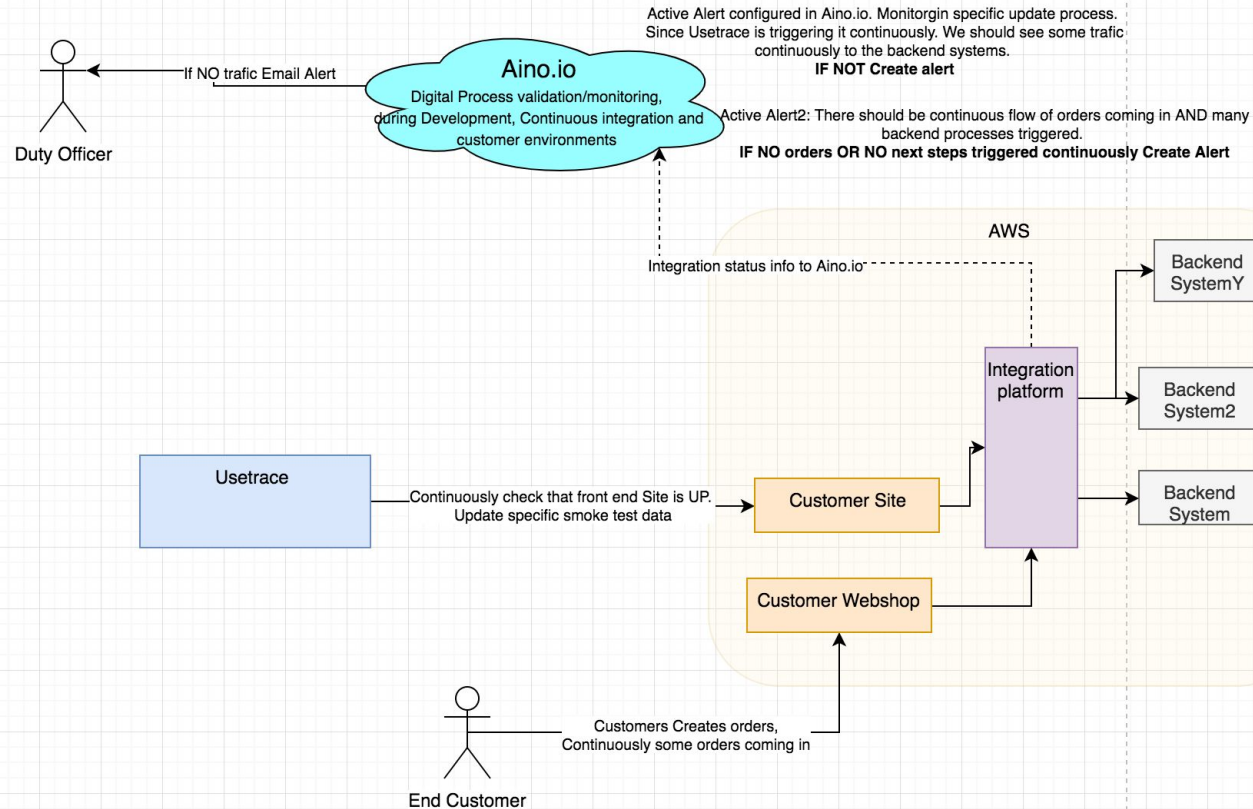 Active Alert configured in Aino.io. Monitorgin specific update process.
Since Usetrace is triggering it continuously. We should see some trafic
continuously to the backend systems.
IF NOT Create alert
If NO trafic Email Alert
Duty Officer
Aino.io
Digital Process validation/monitoring,
during Development, Continuous integration and
customer environments
Active Alert2: There should be continuous flow of orders coming in AND many
backend processes triggered.
IF NO orders OR NO next steps triggered continuously Create Alert
AWS
Integration status info to Aino.io
Backend
SystemY
Integration
platform
Backend
System2
Usetrace
Continuously check that front end Site is UP.
Update specific smoke test data
Customer Site
Backend
System
Customer Webshop
Customers Creates orders,
Continuously some orders coming in
End Customer